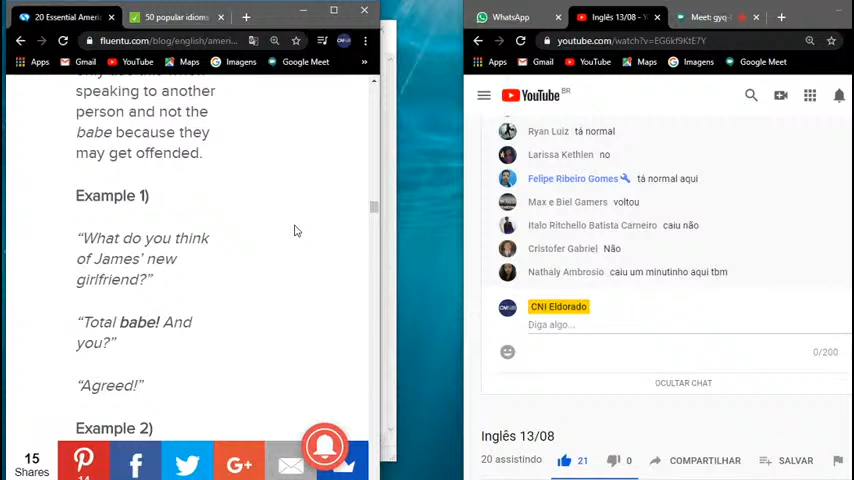 20 Essential Ameri
50 popular idioms
fluentu.com/blog/english/ameri...
Apps Gmail YouTube Maps Imagens Google Meet »
speaking to another
person and not the
babe because they
may get offended.
Example 1)
“What do you think
of James’ new
girlfriend?”
“Total babe! And
you?”
“Agreed!”
Example 2)
15
Shares
14
WhatsApp
Inglês 13/08 - Y
Meet: gyq-l
youtube.com/watch?v=EG6kf9KtE7Y
Apps Gmail YouTube Maps Imagens Google Meet
YouTube BR
Ryan Luiz tá normal
Larissa Kethlen no
Felipe Ribeiro Gomes tá normal aqui
Max e Biel Gamers voltou
Italo Ritchello Batista Carneiro caiu não
Cristofer Gabriel Não
Nathaly Ambrosio caiu um minutinho aqui tbm
CNI Eldorado
Diga algo...
0/200
OCULTAR CHAT
Inglês 13/08
20 assistindo 21 0 COMPARTILHAR SALVAR